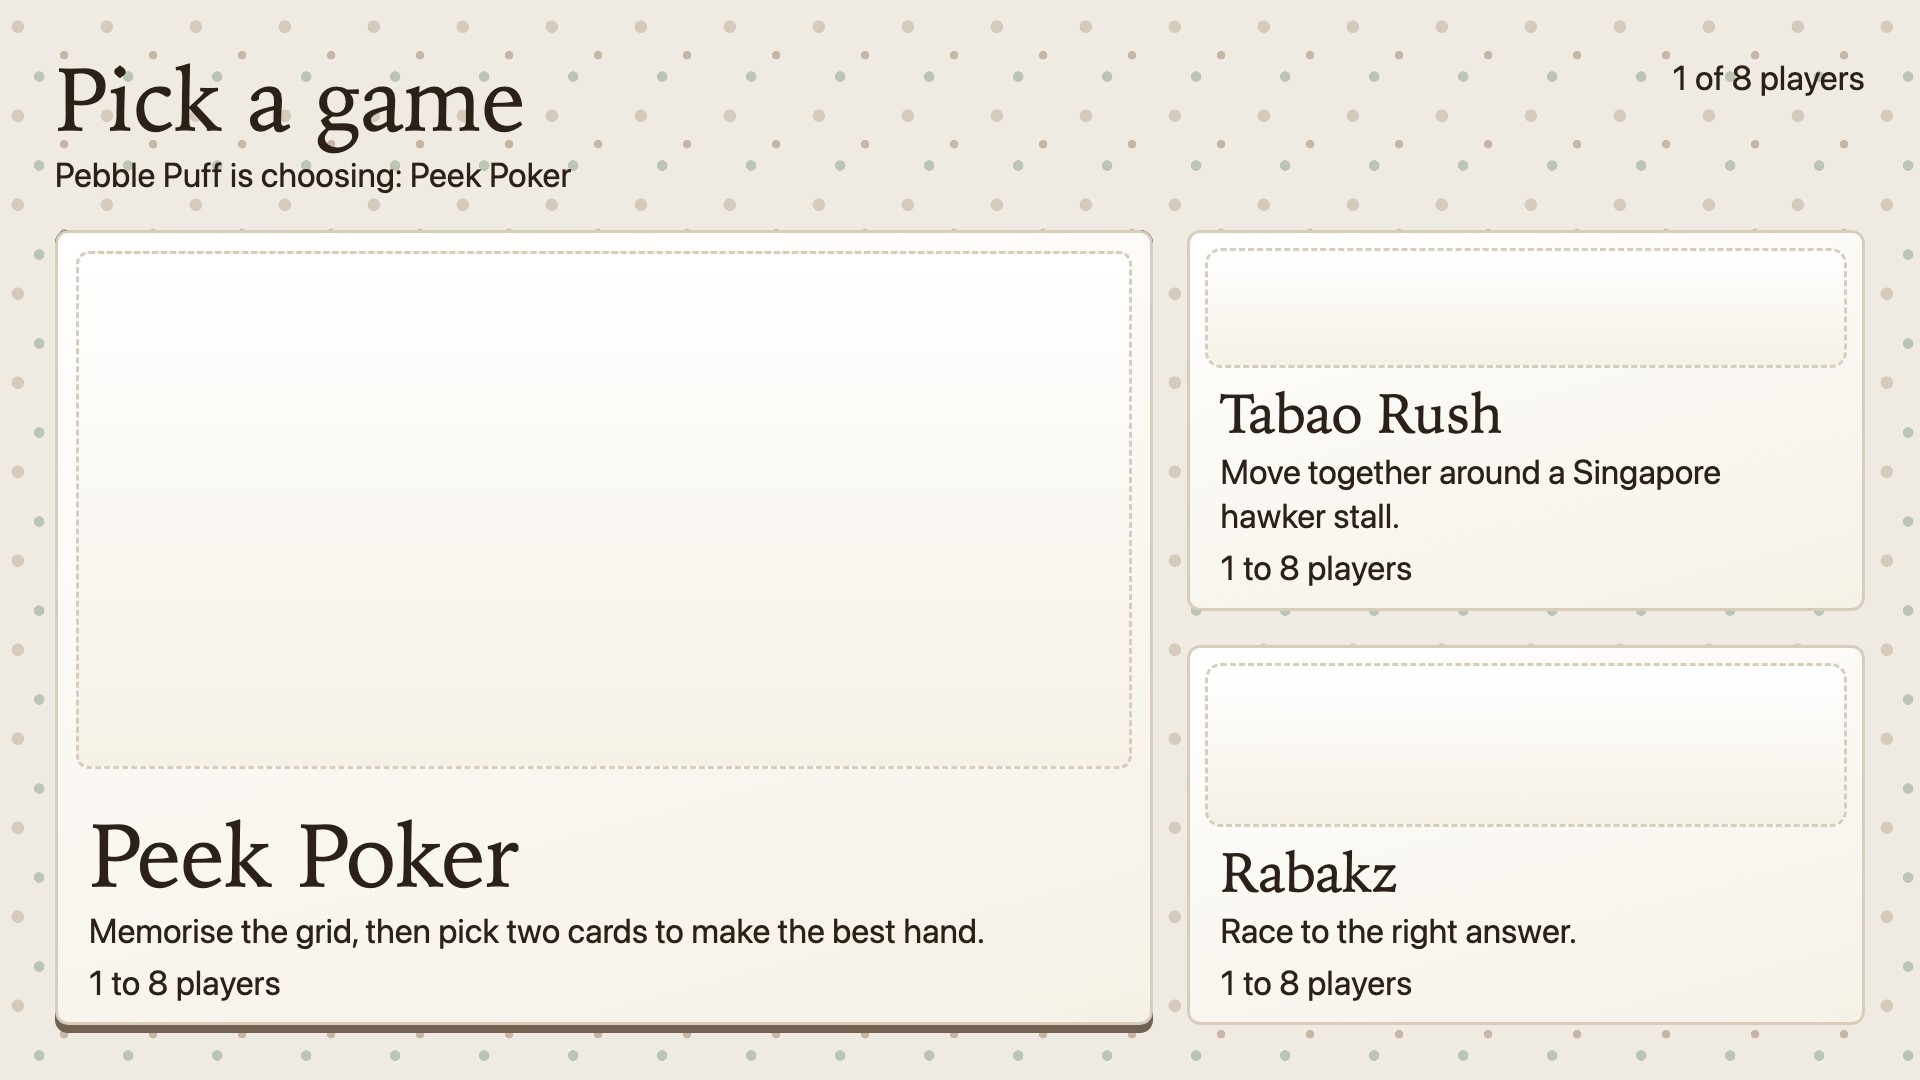 Pick a game
1 of 8 players
Pebble Puff is choosing: Peek Poker
Peek Poker
Memorise the grid, then pick two cards to make the best hand.
1 to 8 players
Tabao Rush
Move together around a Singapore
hawker stall.
1 to 8 players
Rabakz
Race to the right answer.
1 to 8 players